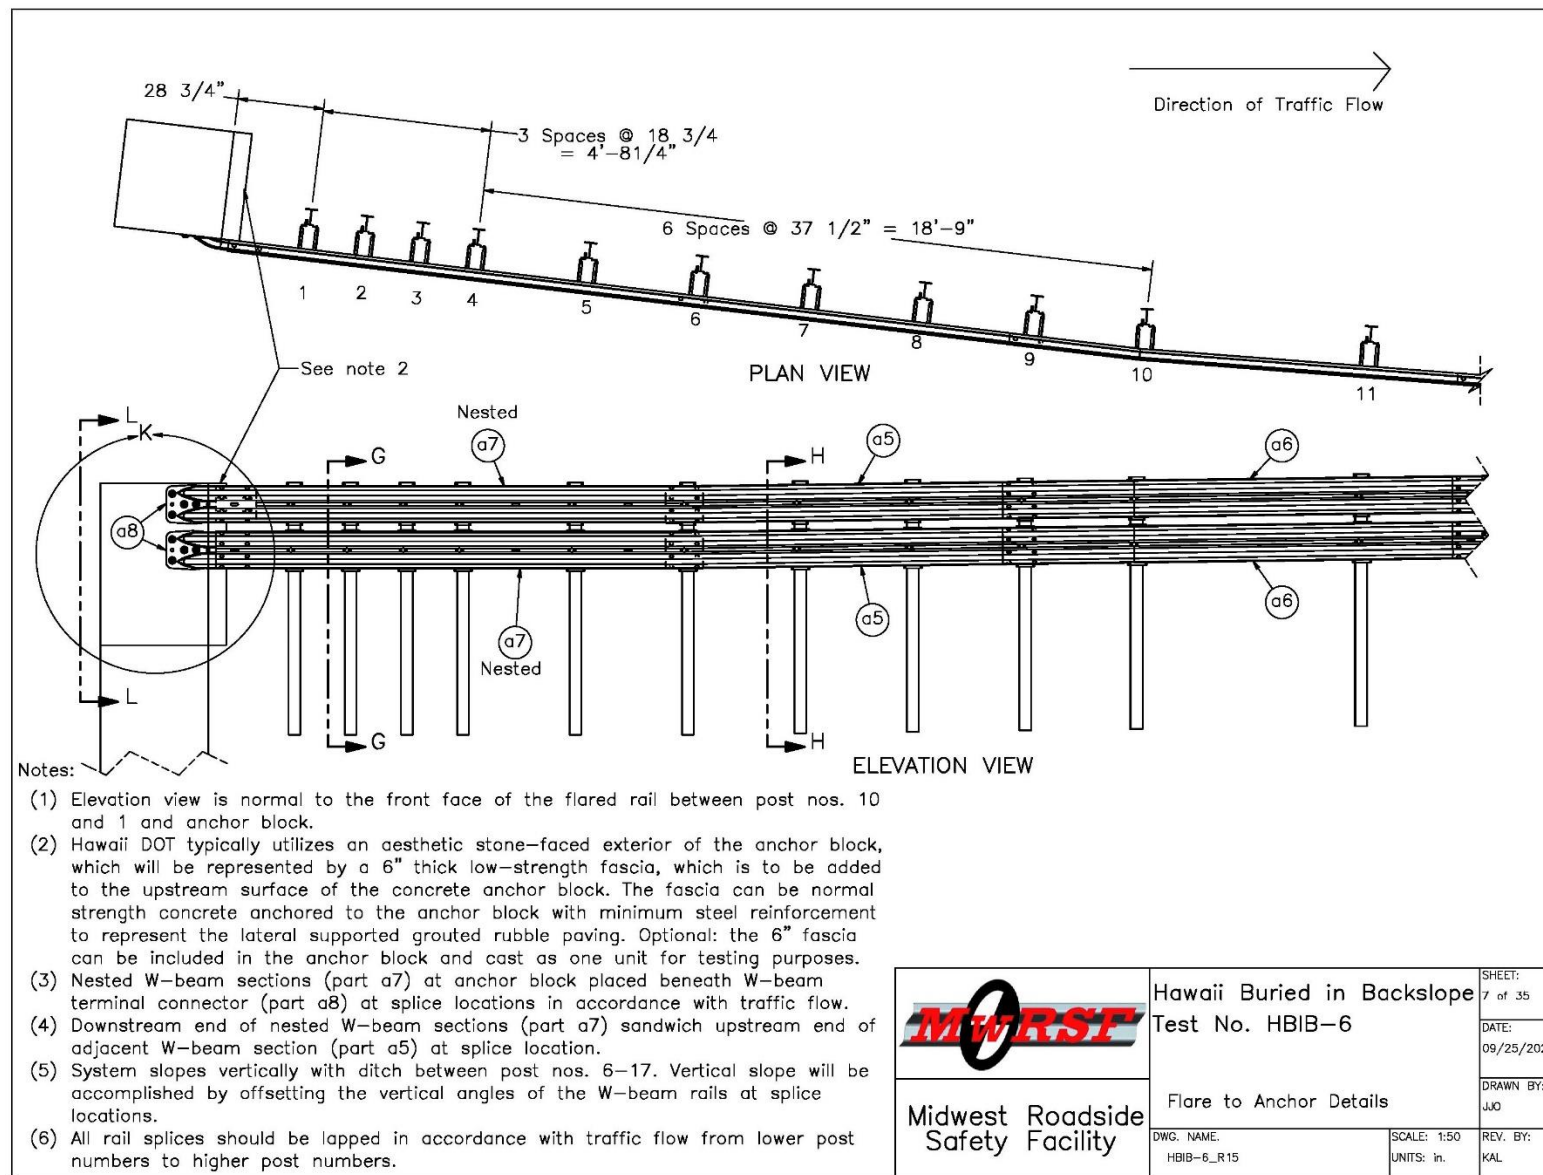 28 3/4"
3 Spaces @ 18 3/4
= 4'-81/4"
Direction of Traffic Flow
6 Spaces @ 37 1/2" = 18'-9"
1
2
3
4
5
6
7
8
9
10
11
See note 2
PLAN VIEW
L
K
Nested
a7
G
H
a5
a6
a8
a7
Nested
a5
a6
L
G
H
ELEVATION VIEW
Notes:
(1) Elevation view is normal to the front face of the flared rail between post nos. 10
and 1 and anchor block.
(2) Hawaii DOT typically utilizes an aesthetic stone-faced exterior of the anchor block,
which will be represented by a 6" thick low-strength fascia, which is to be added
to the upstream surface of the concrete anchor block. The fascia can be normal
strength concrete anchored to the anchor block with minimum steel reinforcement
to represent the lateral supported grouted rubble paving. Optional: the 6" fascia
can be included in the anchor block and cast as one unit for testing purposes.
(3) Nested W-beam sections (part a7) at anchor block placed beneath W-beam
terminal connector (part a8) at splice locations in accordance with traffic flow.
(4) Downstream end of nested W-beam sections (part a7) sandwich upstream end of
adjacent W-beam section (part a5) at splice location.
(5) System slopes vertically with ditch between post nos. 6-17. Vertical slope will be
accomplished by offsetting the vertical angles of the W-beam rails at splice
locations.
(6) All rail splices should be lapped in accordance with traffic flow from lower post
numbers to higher post numbers.
MWRSF
Midwest Roadside
Safety Facility
Hawaii Buried in Backslope
Test No. HBIB-6
Flare to Anchor Details
SHEET:
7 of 35
DATE:
09/25/202
DRAWN BY:
JJO
DWG. NAME.
HBIB-6_R15
SCALE: 1:50
UNITS: in.
REV. BY:
KAL